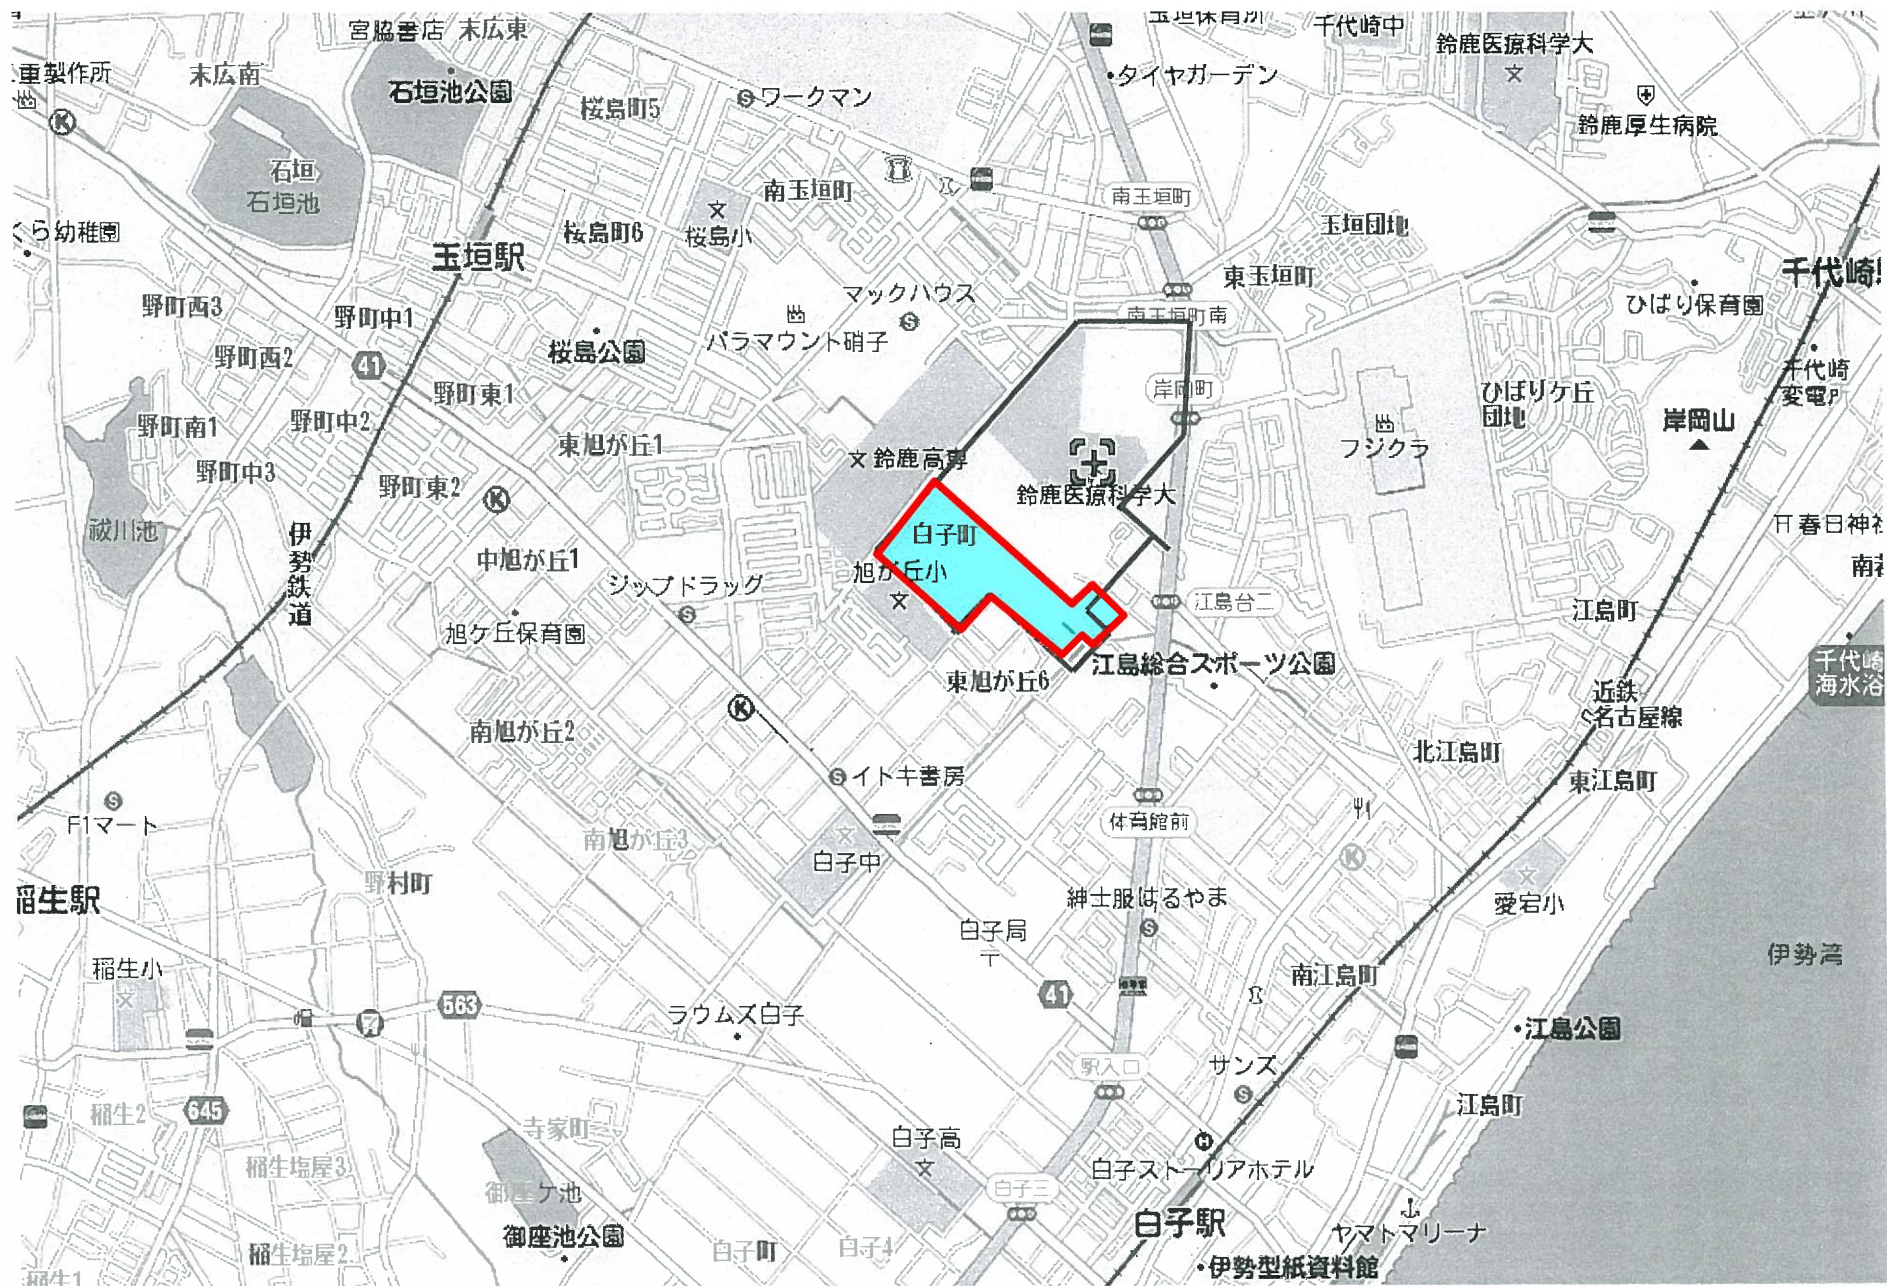 宮脇書店
末広東
玉垣保育所
千代崎中
鈴鹿医療科学大
重製作所
末広南
石垣池公園
桜島町5
ワークマン
タイヤガーデン
鈴鹿厚生病院
K
石垣
石垣池
南玉垣町
南玉垣町
ら幼稚園
玉垣駅
桜島町6
桜島小
玉垣団地
東玉垣町
千代崎
野町西3
野町中1
マックハウス
南玉垣町南
ひばり保育園
パラマウント硝子
桜島公園
野町西2
41
野町東1
岸岡町
ひばりケ丘
団地
千代崎
変電所
野町南1
野町中2
東旭が丘1
フジクラ
岸岡山
野町中3
野町東2
鈴鹿高専
鈴鹿医療科学大
K
祓川池
伊勢鉄道
白子町
春日神社
中旭が丘1
ジップドラッグ
旭が丘小
江島台二
江島町
旭ケ丘保育園
江島総合スポーツ公園
東旭が丘6
千代崎
海水浴
近鉄
名古屋線
K
南旭が丘2
北江島町
東江島町
イトキ書房
F1マート
南旭が丘3
体育館前
白子中
K
稲生駅
野村町
紳士服はるやま
愛宕小
白子局
伊勢湾
稲生小
南江島町
563
ラウムズ白子
41
江島公園
駅入口
サンズ
稲生2
645
寺家町
江島町
白子高
稲生塩屋3
白子ストーリアホテル
御座ケ池
白子三
御座池公園
白子駅
ヤマトマリーナ
稲生塩屋2
白子町
白子4
伊勢型紙資料館
稲生1